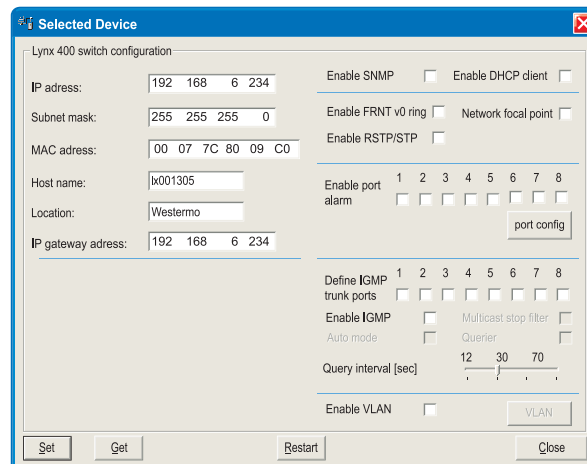 Selected Device
Lynx 400 switch configuration
IP adress: 192 168 6 234
Subnet mask: 255 255 255 0
MAC adress: 00 07 7C 80 09 C0
Host name: lx001305
Location: Westermo
IP gateway adress: 192 168 6 234
Enable SNMP Enable DHCP client
Enable FRNT v0 ring Network focal point
Enable RSTP/STP
1 2 3 4 5 6 7 8
Enable port
alarm
port config
1 2 3 4 5 6 7 8
Define IGMP
trunk ports
Enable IGMP Multicast stop filter
Auto mode Querier
12 30 70
Query interval [sec]
Enable VLAN VLAN
Set Get Restart Close